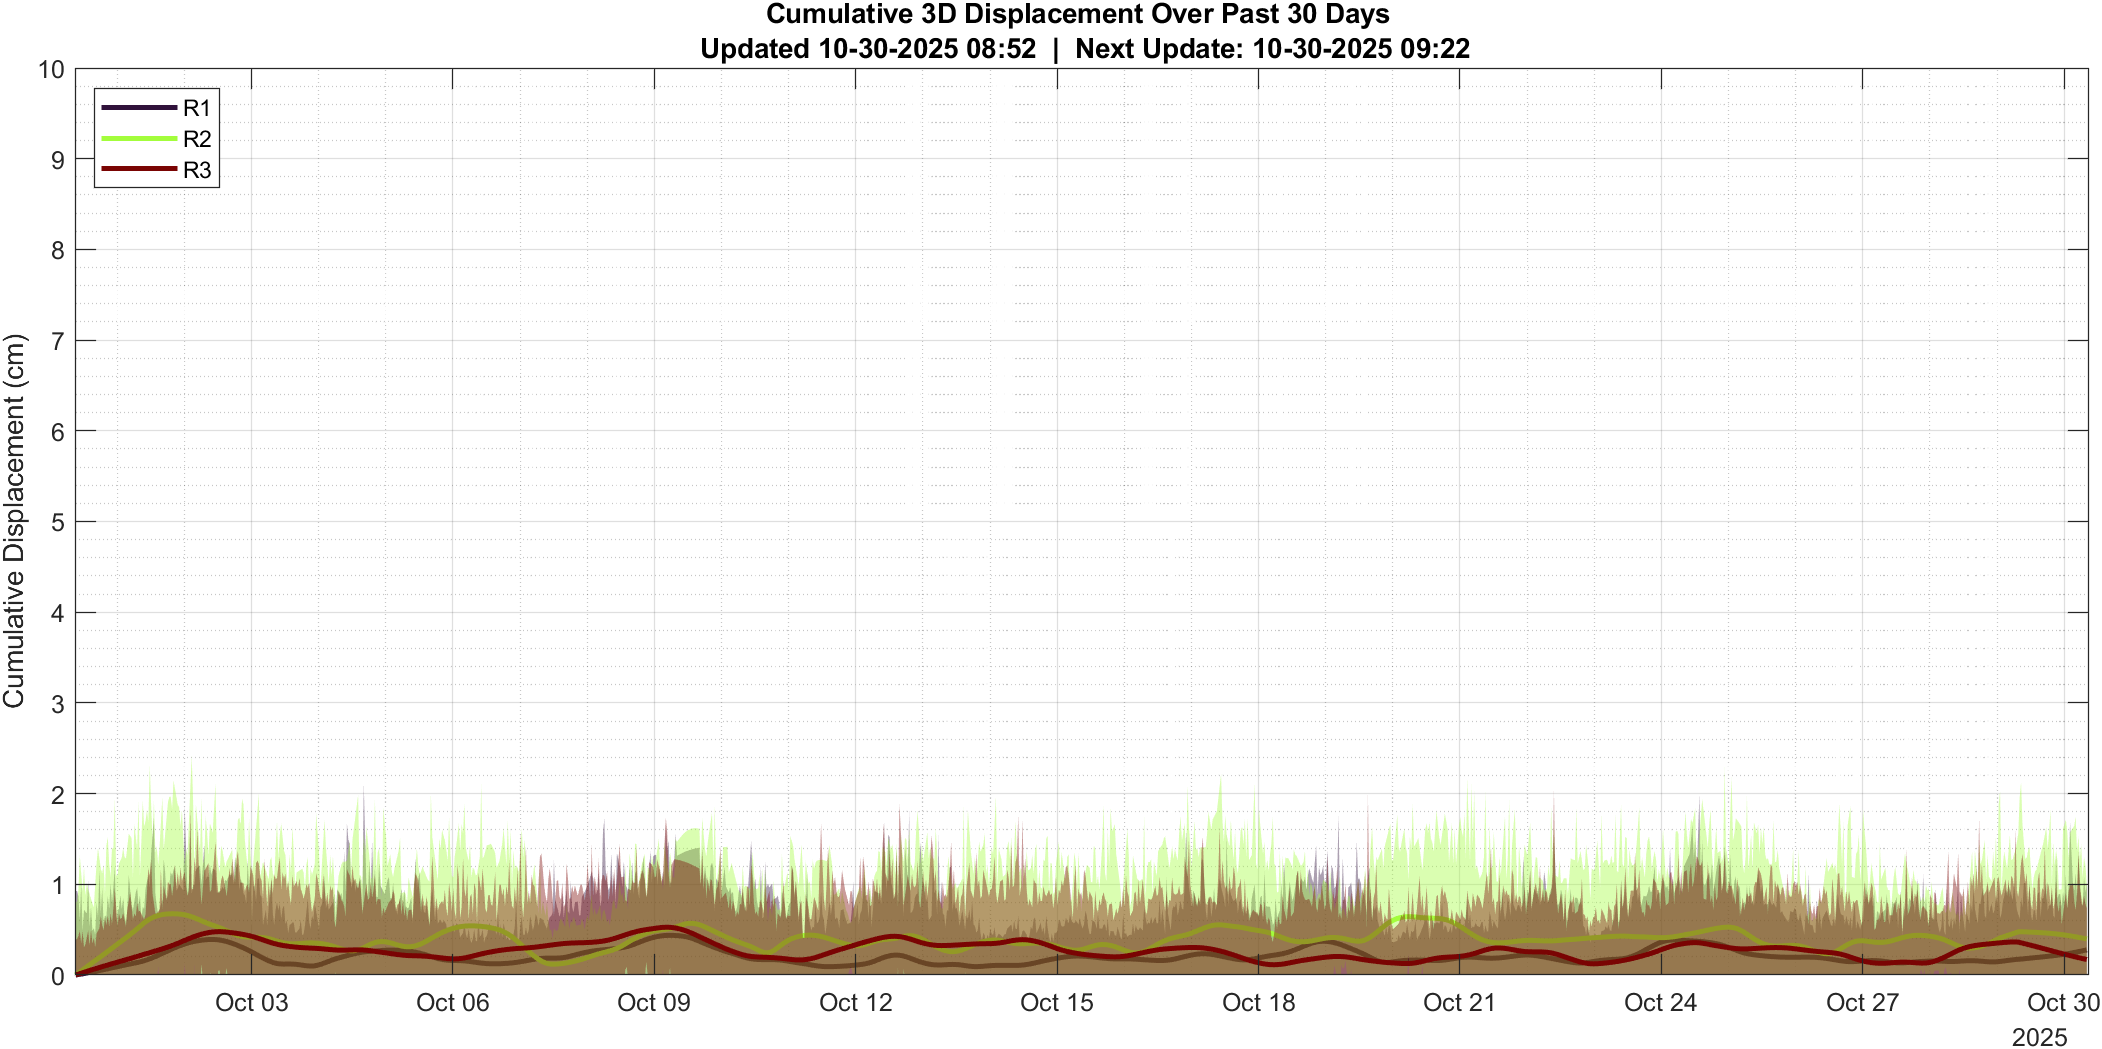 Cumulative 3D Displacement Over Past 30 Days
Updated 10-30-2025 08:52 | Next Update: 10-30-2025 09:22
Cumulative Displacement (cm)
10
9
8
7
6
5
4
3
2
1
0
R1
R2
R3
Oct 03
Oct 06
Oct 09
Oct 12
Oct 15
Oct 18
Oct 21
Oct 24
Oct 27
Oct 30
2025